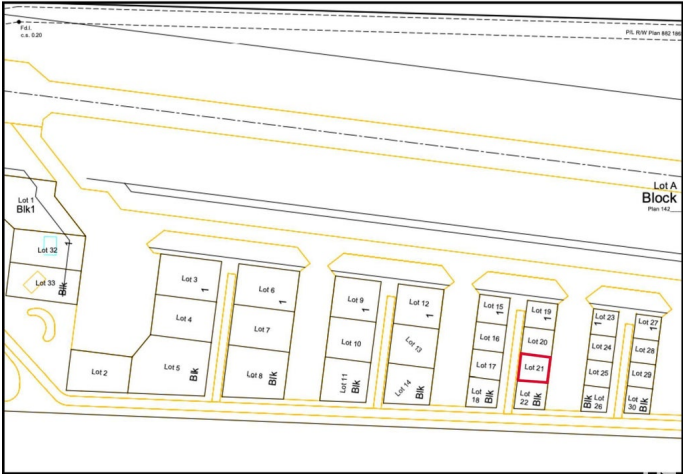 Fd.I.
c.s. 0.20
P/L R/W Plan 882 186
Lot A
Block
Plan 142
Lot 1
Blk1
Lot 32
1
Lot 33
Blk
Lot 2
Lot 3
1
Lot 4
Lot 5
Blk
Lot 6
1
Lot 7
Lot 8
Blk
Lot 9
1
Lot 10
Lot 11
Blk
Lot 12
1
Lot 13
Lot 14
Blk
Lot 15
1
Lot 16
Lot 17
Lot
18
Blk
Lot 19
1
Lot 20
Lot 21
Lot
22
Blk
Lot 23
1
Lot 24
Lot 25
Blk
Lot
26
Lot 27
1
Lot 28
Lot 29
Lot
30
Blk